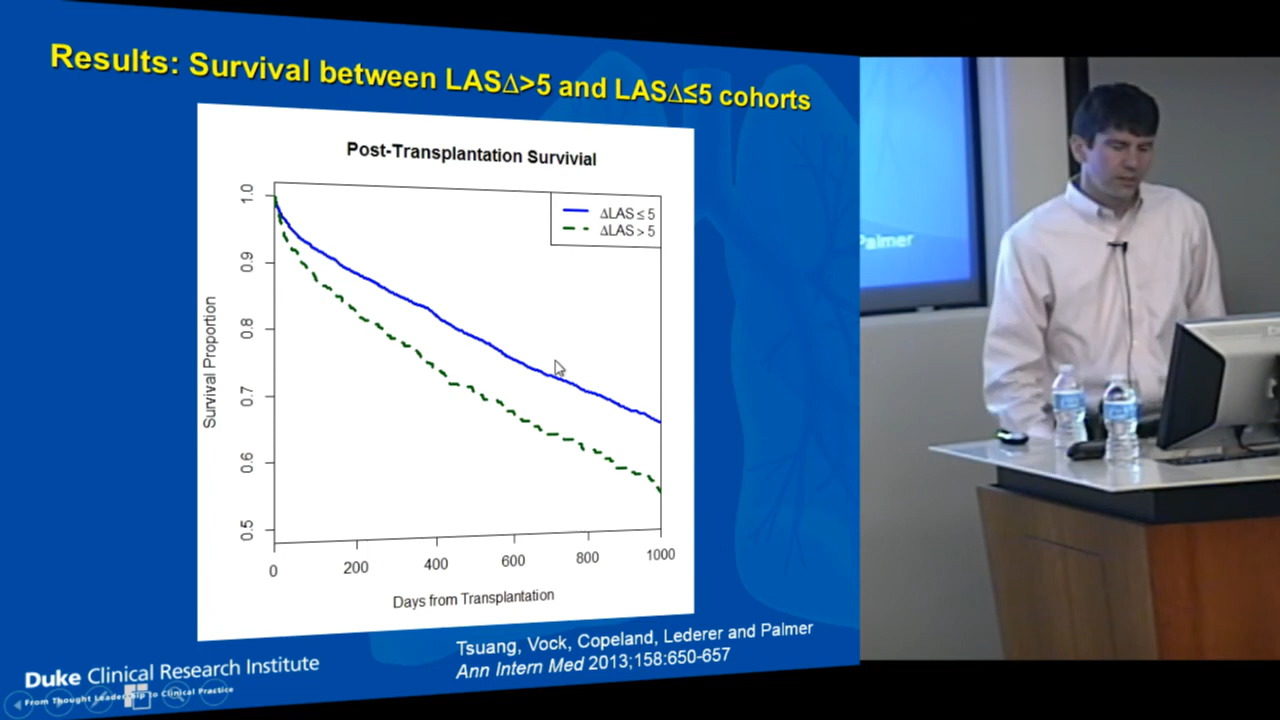 Results: Survival between LAS∆>5 and LAS∆≤5 cohorts
Post-Transplantation Survivial
∆LAS ≤ 5
∆LAS > 5
Survival Proportion
1.0
0.9
0.8
0.7
0.6
0.5
0
200
400
600
800
1000
Days from Transplantation
Tsuang, Vock, Copeland, Lederer and Palmer
Ann Intern Med 2013;158:650-657
Duke Clinical Research Institute
From Thought Leadership to Clinical Practice
Palmer